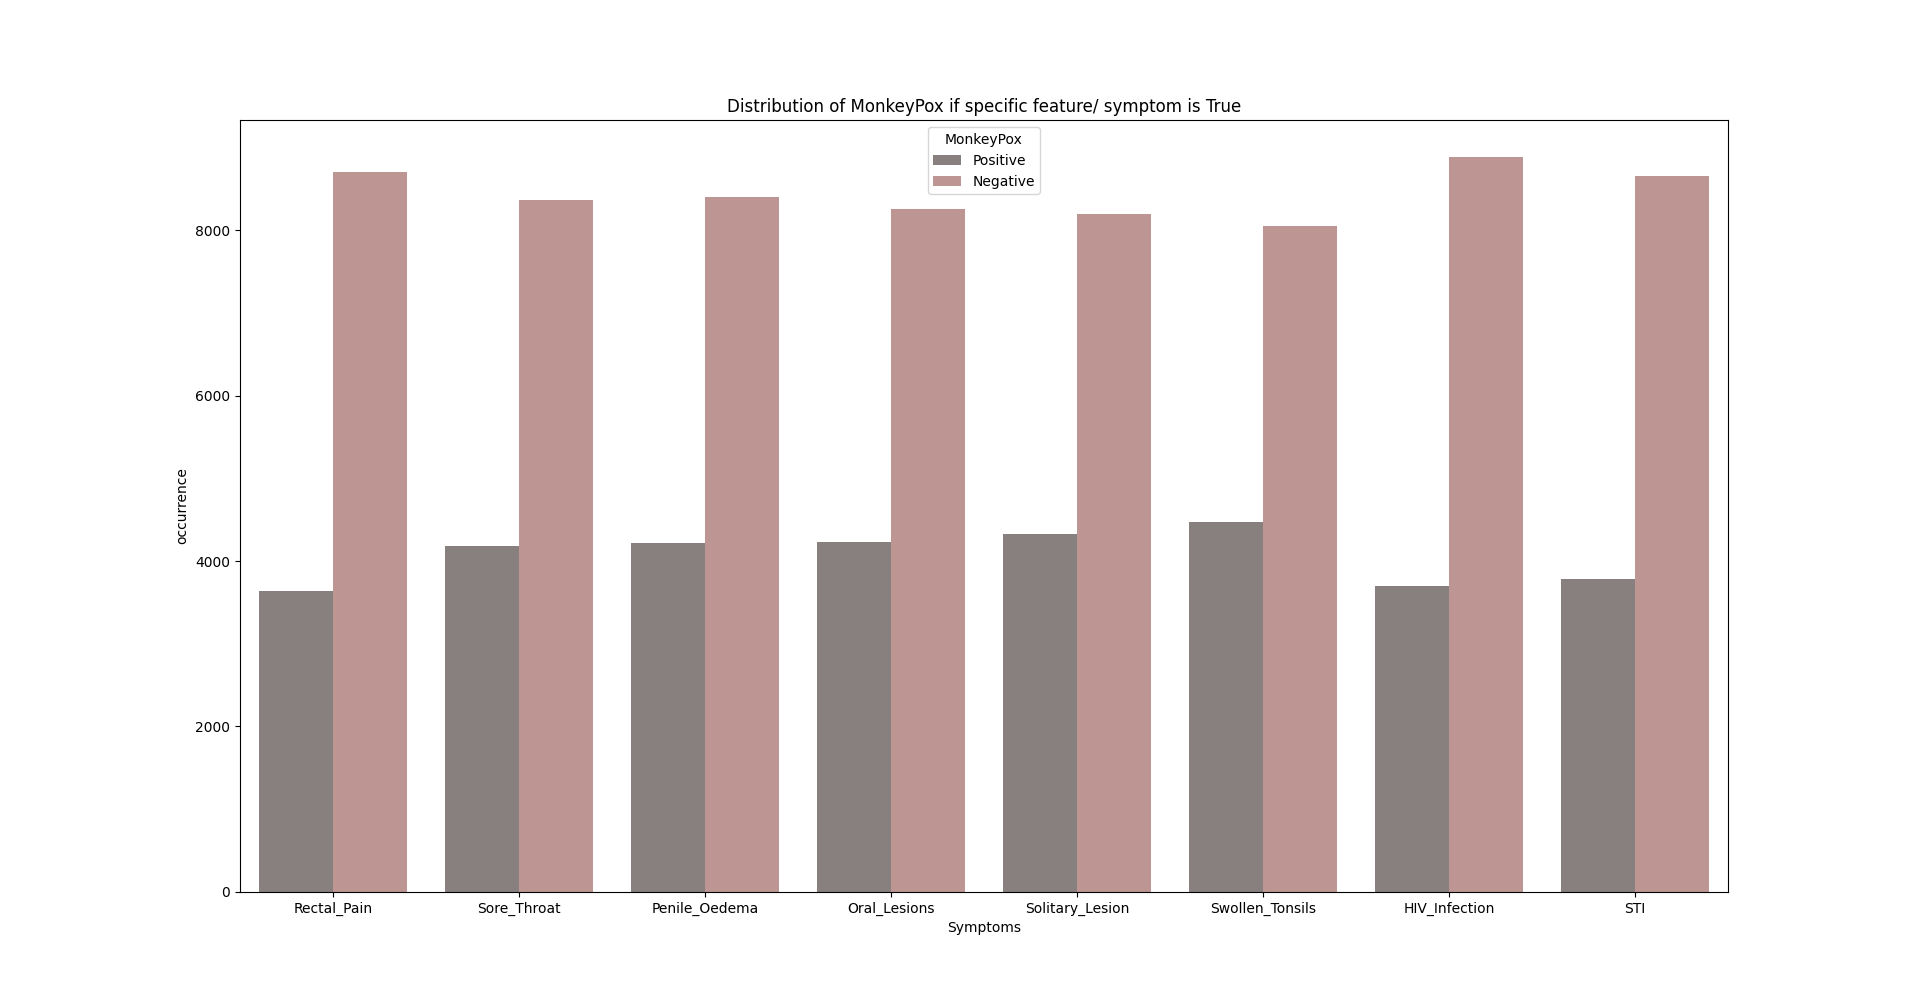 Distribution of MonkeyPox if specific feature/ symptom is True
MonkeyPox
Positive
Negative
8000
6000
4000
2000
0
occurrence
Rectal_Pain Sore_Throat Penile_Oedema Oral_Lesions Solitary_Lesion Swollen_Tonsils HIV_Infection STI
Symptoms